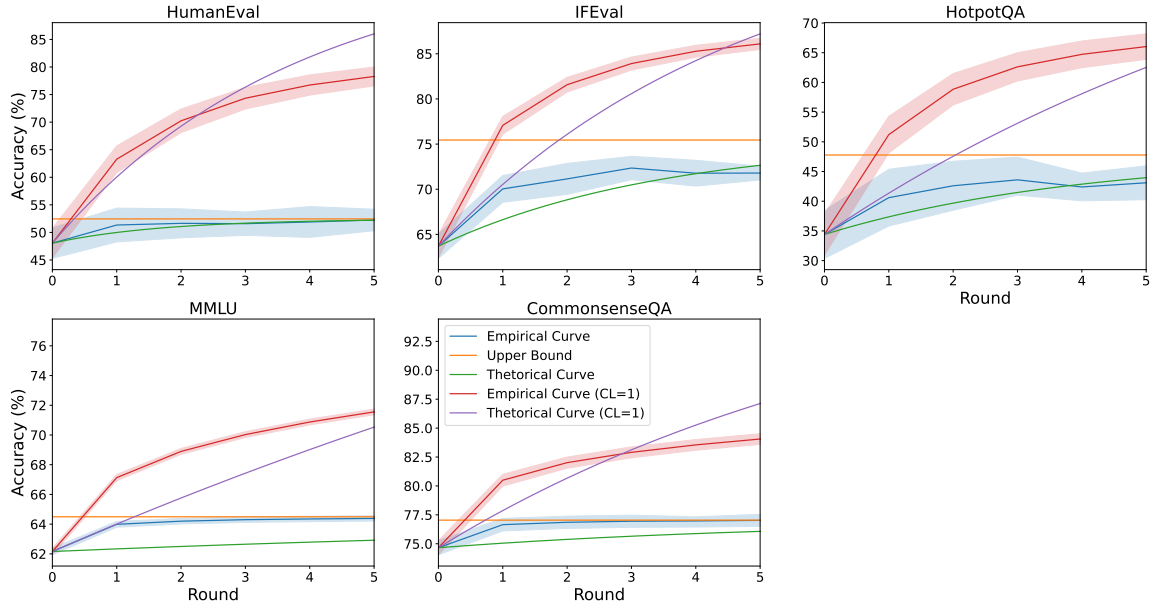 HumanEval
Accuracy (%)
85
80
75
70
65
60
55
50
45
0 1 2 3 4 5
IFEval
85
80
75
70
65
0 1 2 3 4 5
HotpotQA
70
65
60
55
50
45
40
35
30
0 1 2 3 4 5
Round
MMLU
Accuracy (%)
76
74
72
70
68
66
64
62
0 1 2 3 4 5
Round
CommonsenseQA
92.5
90.0
87.5
85.0
82.5
80.0
77.5
75.0
Empirical Curve
Upper Bound
Thetorical Curve
Empirical Curve (CL=1)
Thetorical Curve (CL=1)
0 1 2 3 4 5
Round